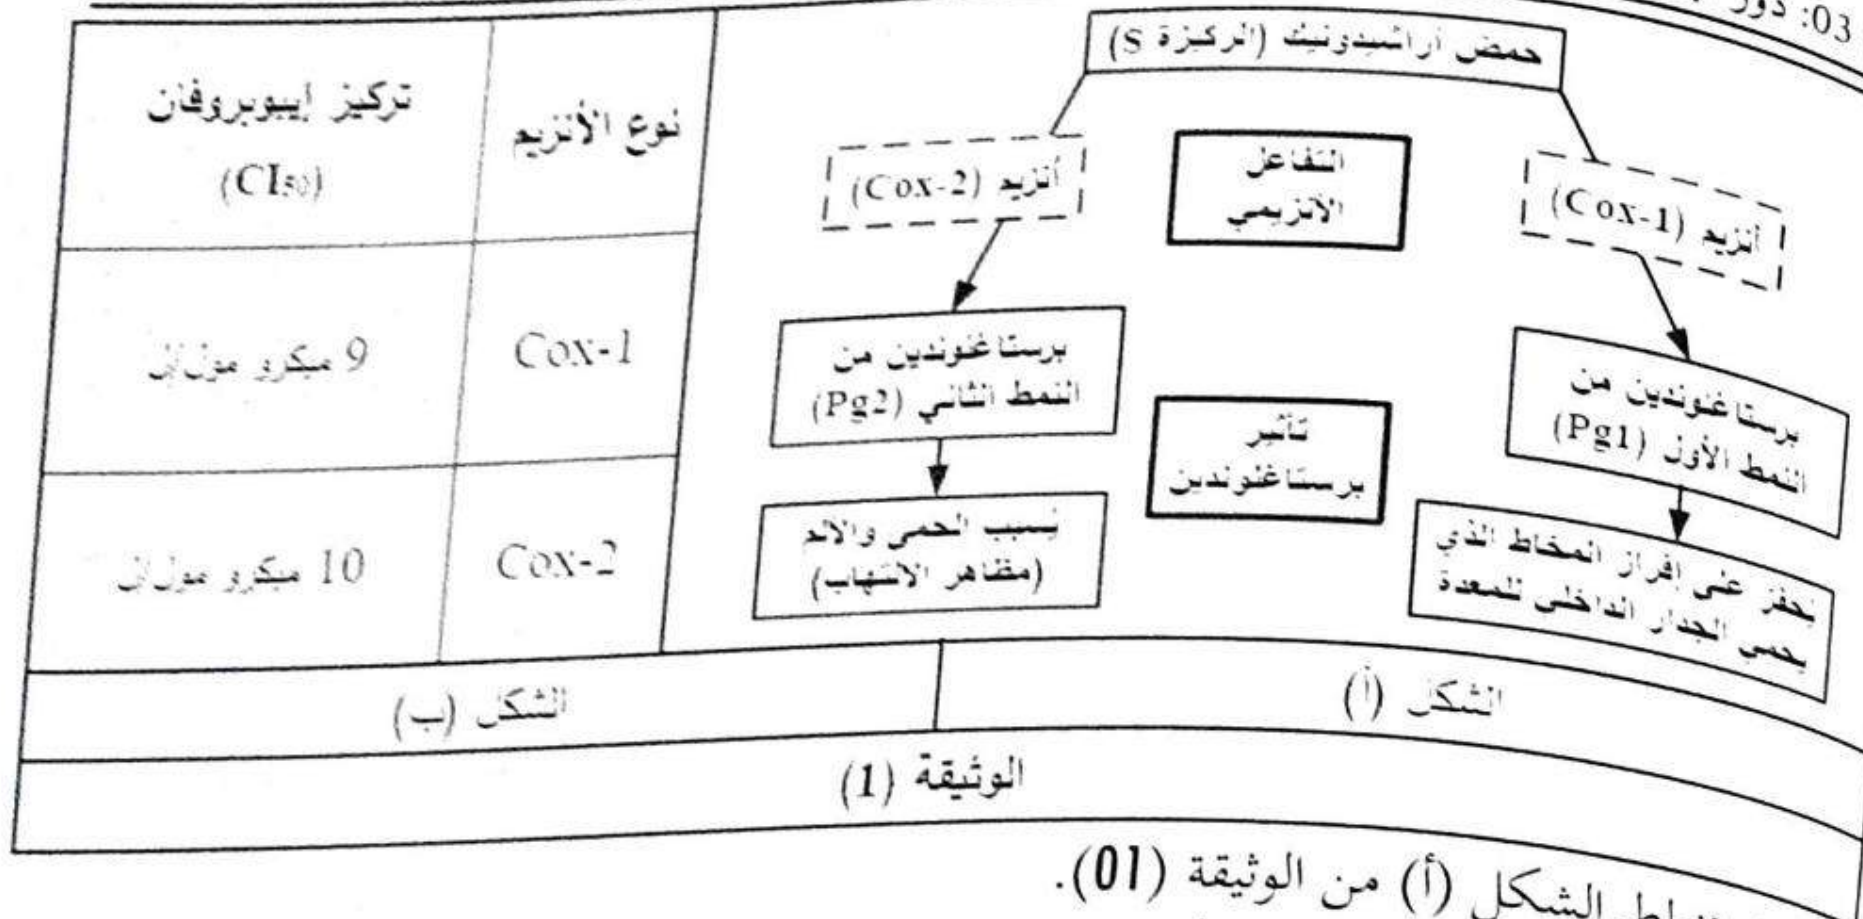 03: دور
حمض أراشيدونيك (الركيزة S)
أنزيم (Cox-1)
التفاعل
الأنزيمي
أنزيم (Cox-2)
برستاغلوندين من
النمط الأول (Pg1)
برستاغلوندين من
النمط الثاني (Pg2)
تأثير
برستاغلوندين
يحفز على إفراز المخاط الذي
يحمي الجدار الداخلي للمعدة
يسبب الحمى والألم
(مظاهر الالتهاب)
نوع الأنزيم
تركيز إيبوبروفان
(CI50)
Cox-1
9 ميكرو مول/ل
Cox-2
10 ميكرو مول/ل
الشكل (أ)
الشكل (ب)
الوثيقة (1)
الشكل (أ) من الوثيقة (01).